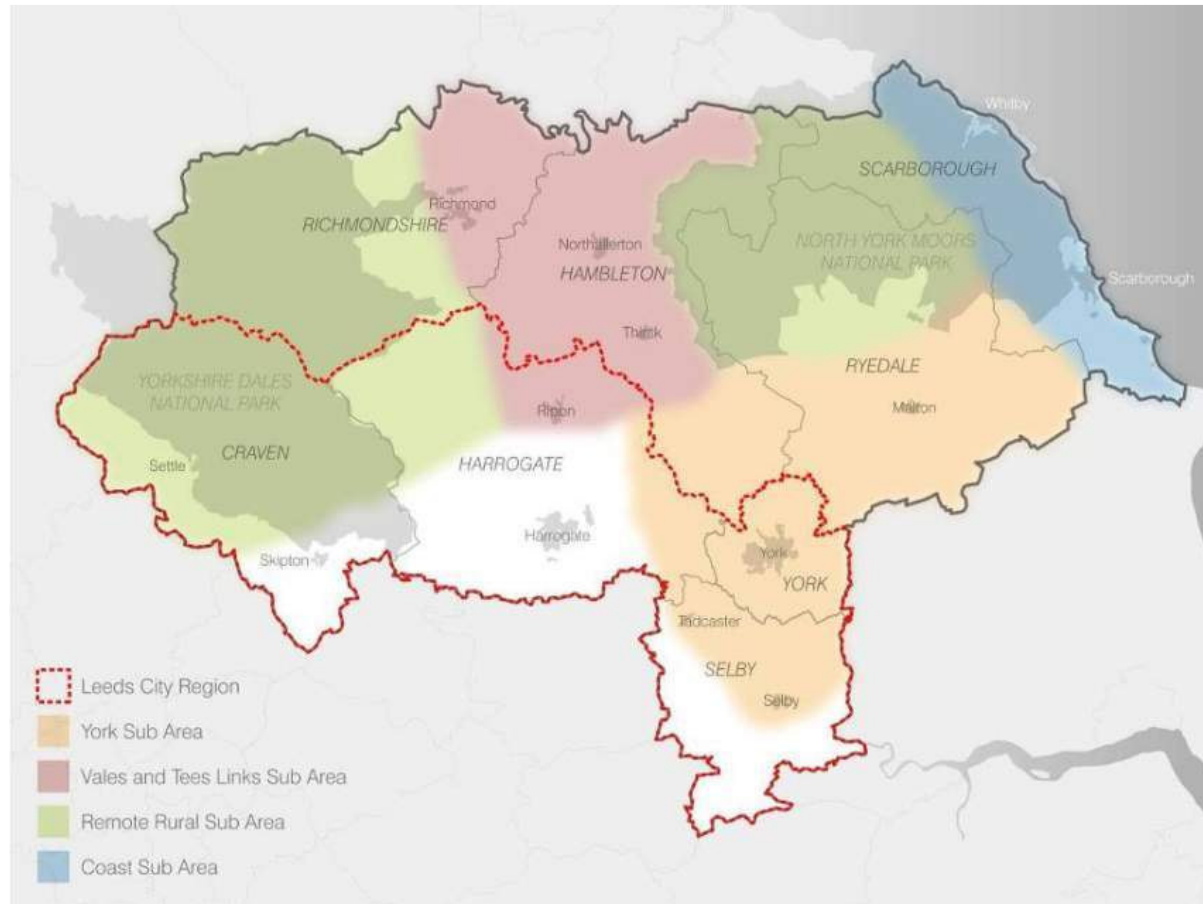 Whitby
SCARBOROUGH
Richmond
RICHMONDSHIRE
Northallerton
NORTH YORK MOORS
NATIONAL PARK
HAMBLETON
Scarborough
Thirsk
RYEDALE
YORKSHIRE DALES
NATIONAL PARK
Ripon
Malton
CRAVEN
Settle
HARROGATE
Harrogate
Skipton
York
YORK
Tadcaster
SELBY
Selby
Leeds City Region
York Sub Area
Vales and Tees Links Sub Area
Remote Rural Sub Area
Coast Sub Area